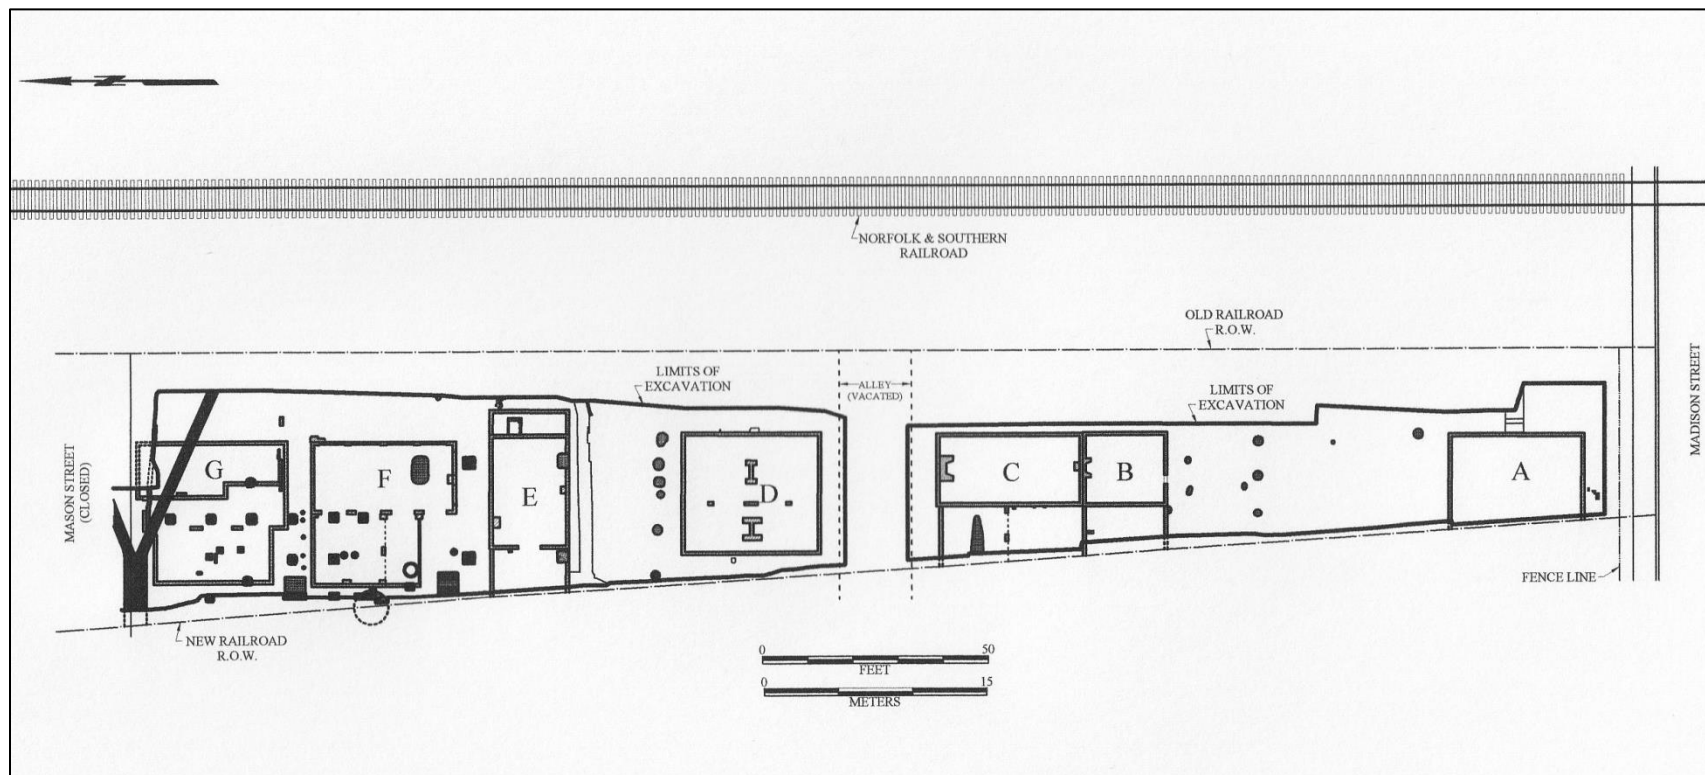 N
NORFOLK & SOUTHERN
RAILROAD
OLD RAILROAD
R.O.W.
LIMITS OF
EXCAVATION
ALLEY
(VACATED)
LIMITS OF
EXCAVATION
MADISON STREET
MASON STREET
(CLOSED)
G
F
E
D
C
B
A
FENCE LINE
NEW RAILROAD
R.O.W.
0 50
FEET
0 15
METERS